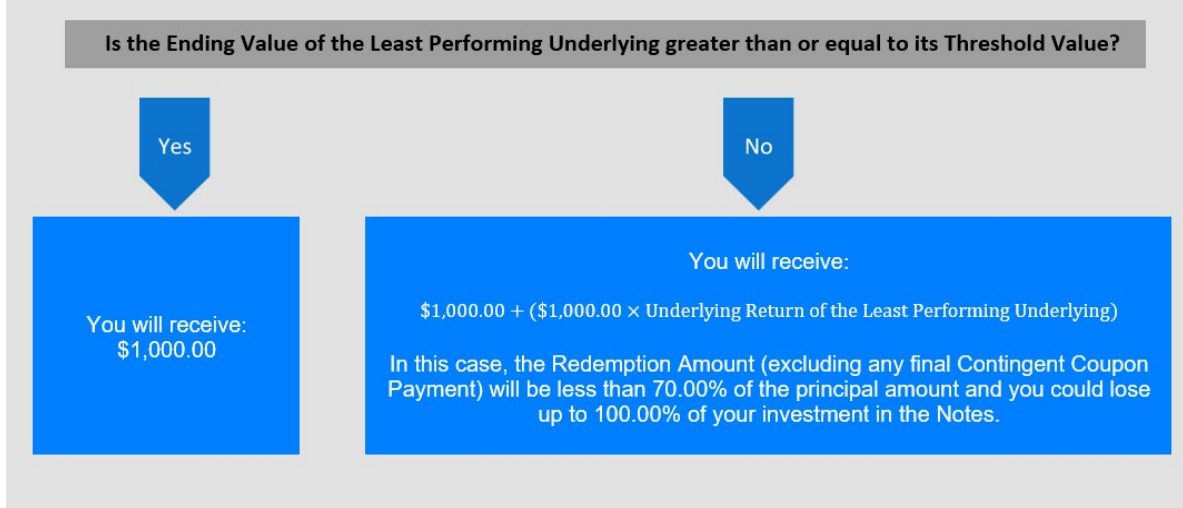 Is the Ending Value of the Least Performing Underlying greater than or equal to its Threshold Value?
Yes
No
You will receive:
$1,000.00
You will receive:
$1,000.00 + ($1,000.00 × Underlying Return of the Least Performing Underlying)
In this case, the Redemption Amount (excluding any final Contingent Coupon
Payment) will be less than 70.00% of the principal amount and you could lose
up to 100.00% of your investment in the Notes.